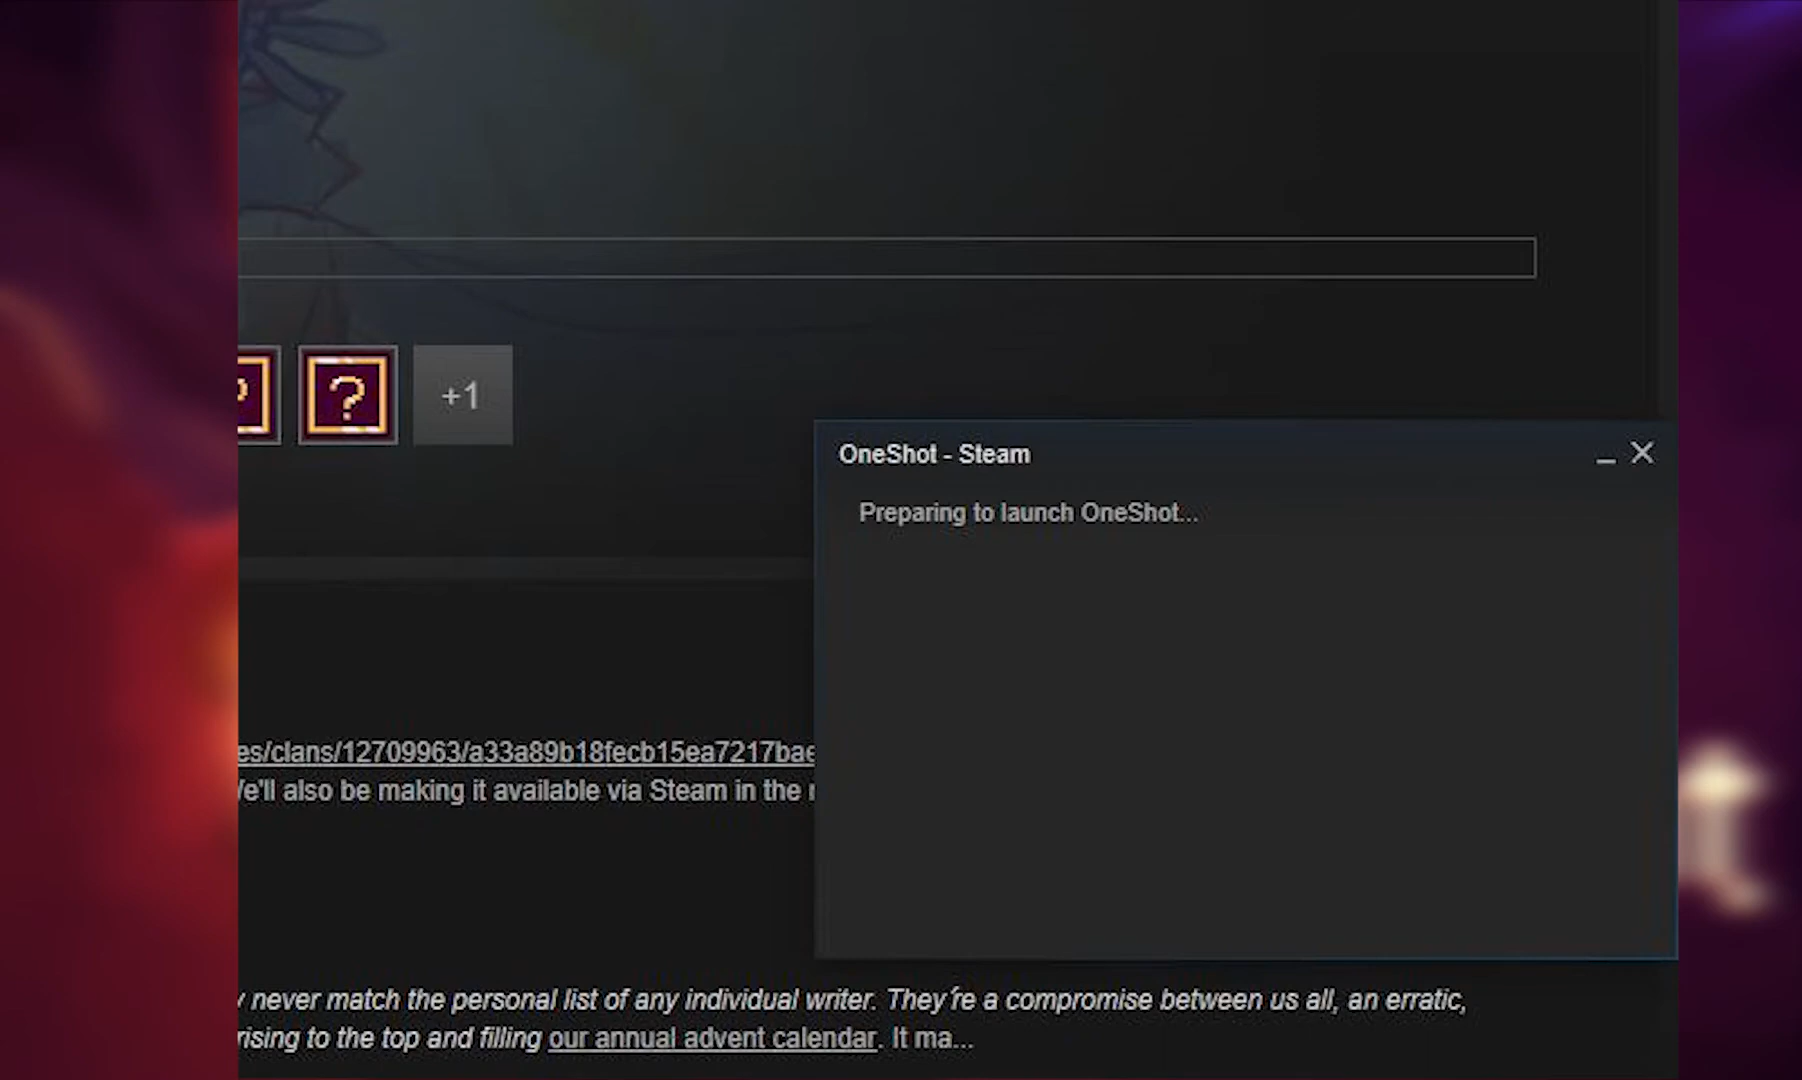 ?
+1
OneShot - Steam
Preparing to launch OneShot...
es/clans/12709963/a33a89b18fecb15ea7217bae
e'll also be making it available via Steam in the
never match the personal list of any individual writer. They're a compromise between us all, an erratic,
rising to the top and filling our annual advent calendar. It ma...
t